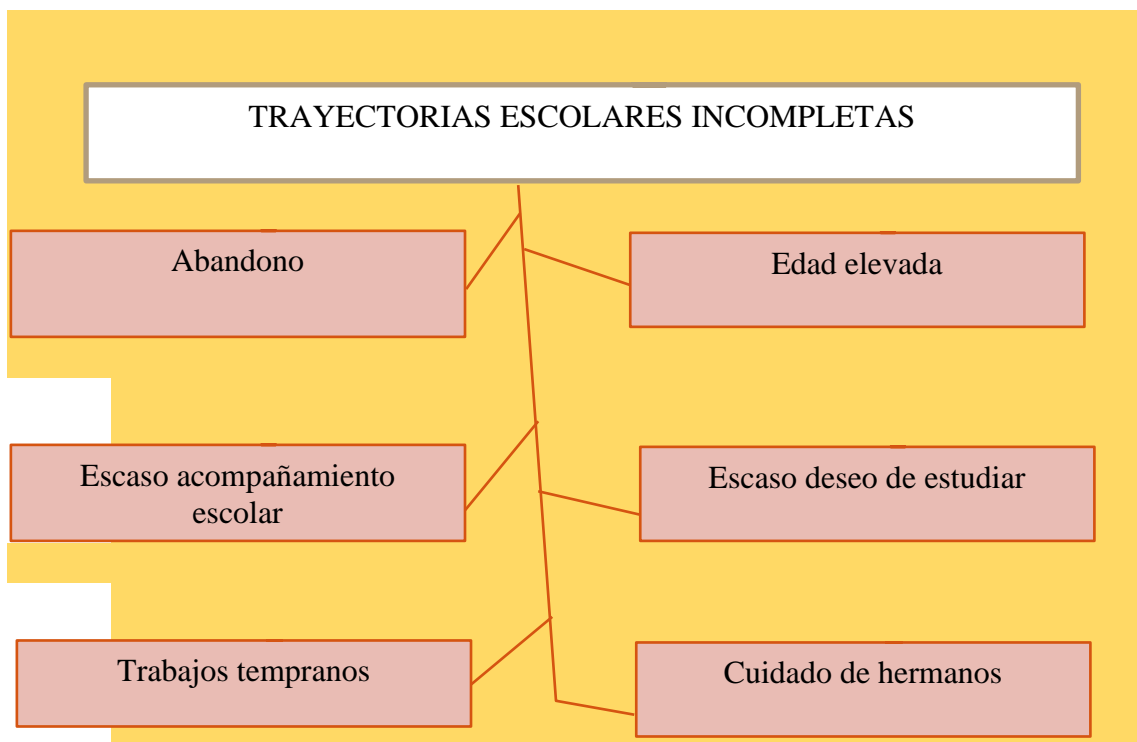 TRAYECTORIAS ESCOLARES INCOMPLETAS
Abandono
Edad elevada
Escaso acompañamiento
escolar
Escaso deseo de estudiar
Trabajos tempranos
Cuidado de hermanos